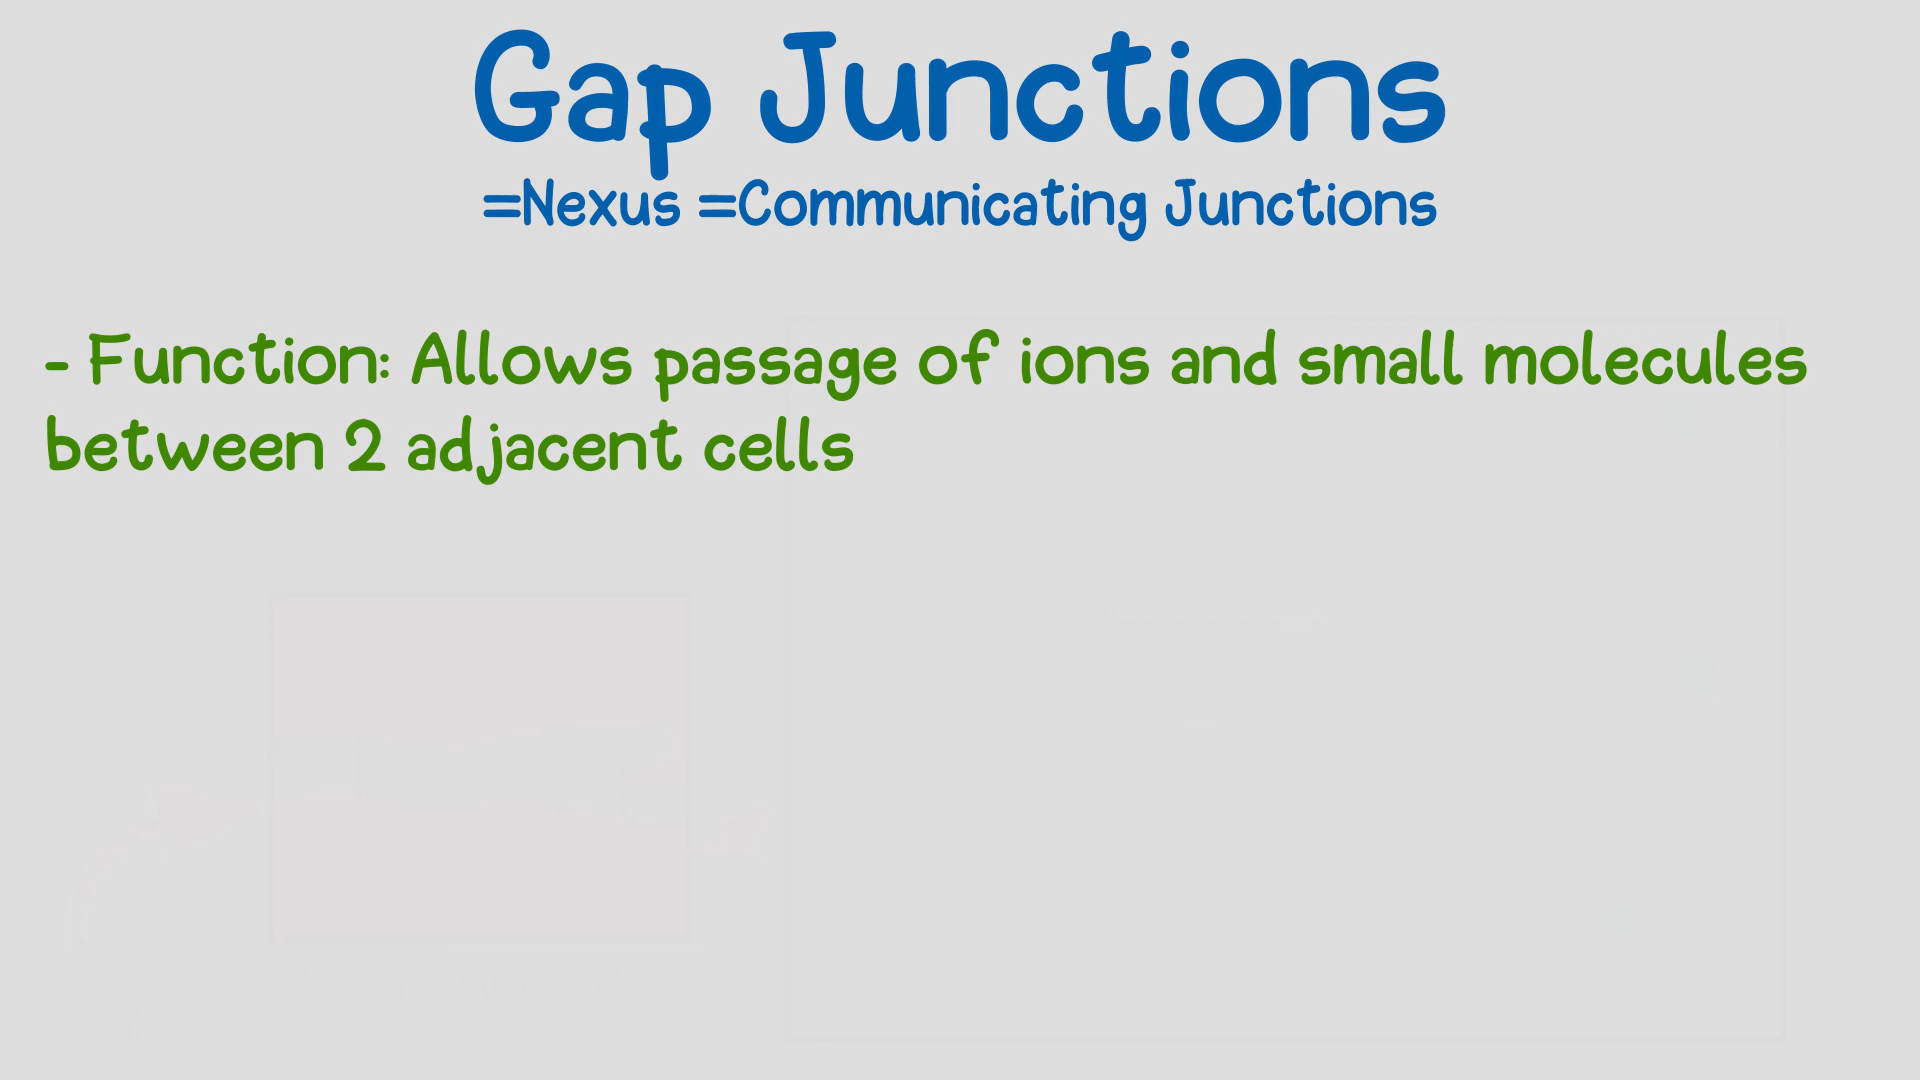 Gap Junctions
=Nexus =Communicating Junctions
- Function: Allows passage of ions and small molecules
between 2 adjacent cells